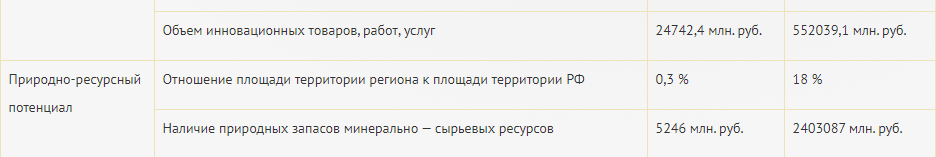 Объем инновационных товаров, работ, услуг 24742,4 млн. руб. 552039,1 млн. руб.
Природно-ресурсный потенциал Отношение площади территории региона к площади территории РФ 0,3 % 18 %
Наличие природных запасов минерально — сырьевых ресурсов 5246 млн. руб. 2403087 млн. руб.